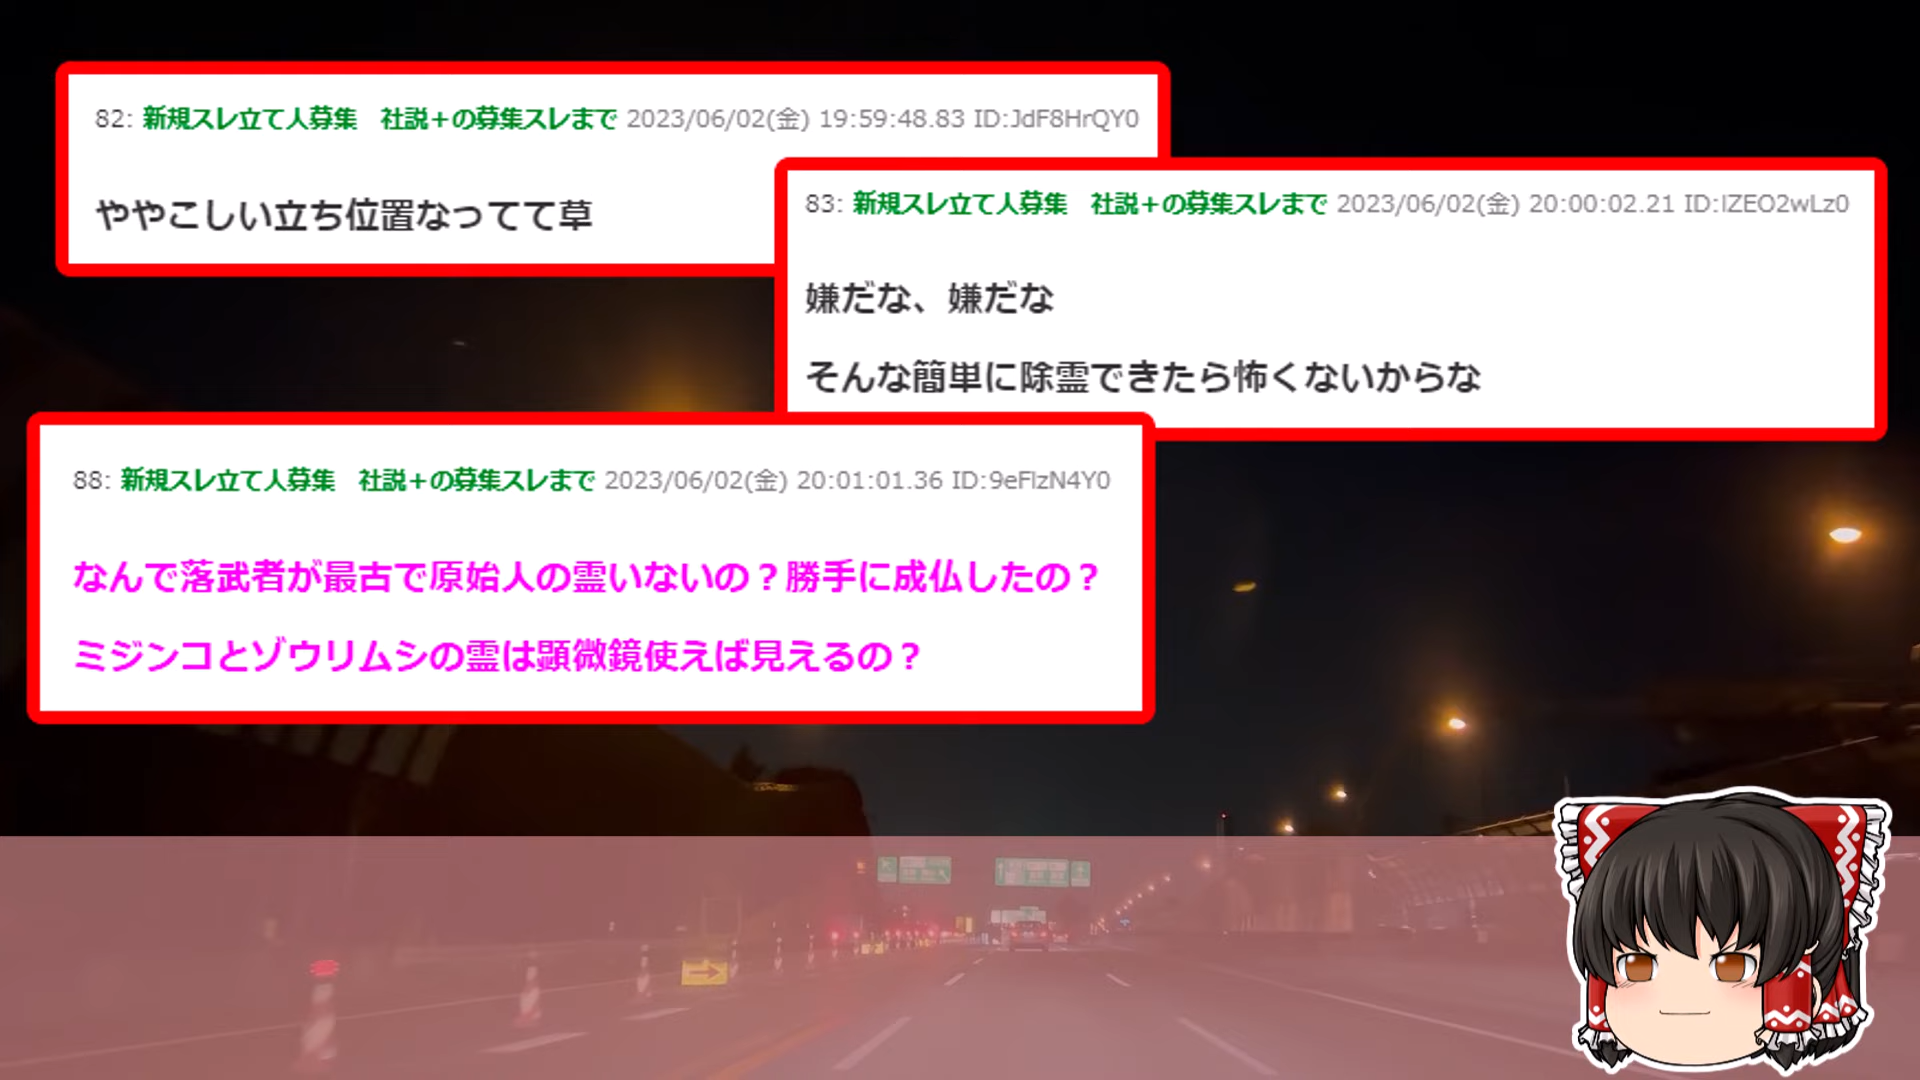 82: 新規スレ立て人募集　社説＋の募集スレまで 2023/06/02(金) 19:59:48.83 ID:JdF8HrQY0
ややこしい立ち位置なってて草
83: 新規スレ立て人募集　社説＋の募集スレまで 2023/06/02(金) 20:00:02.21 ID:lZEO2wLz0
嫌だな、嫌だな
そんな簡単に除霊できたら怖くないからな
88: 新規スレ立て人募集　社説＋の募集スレまで 2023/06/02(金) 20:01:01.36 ID:9eFlzN4Y0
なんで落武者が最古で原始人の霊いないの？勝手に成仏したの？
ミジンコとゾウリムシの霊は顕微鏡使えば見えるの？